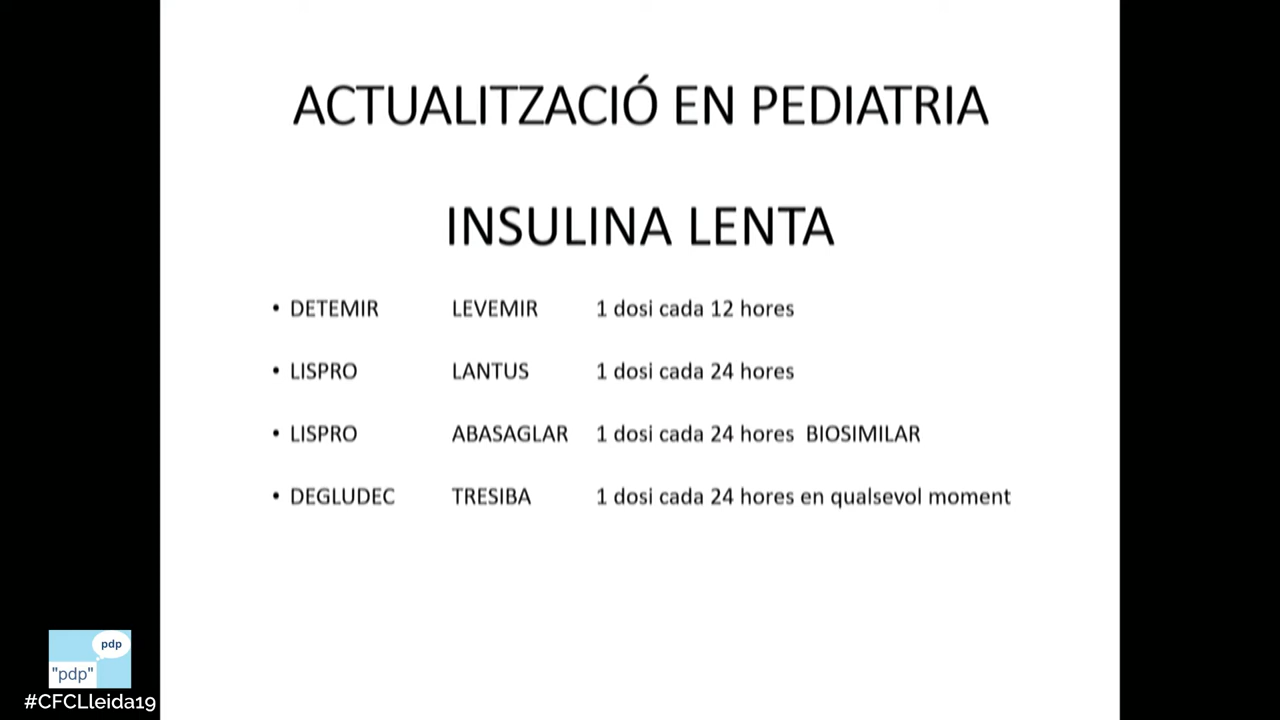 ACTUALITZACIÓ EN PEDIATRIA
INSULINA LENTA
• DETEMIR LEVEMIR 1 dosi cada 12 hores
• LISPRO LANTUS 1 dosi cada 24 hores
• LISPRO ABASAGLAR 1 dosi cada 24 hores BIOSIMILAR
• DEGLUDEC TRESIBA 1 dosi cada 24 hores en qualsevol moment
pdp
"pdp"
#CFCLleida19